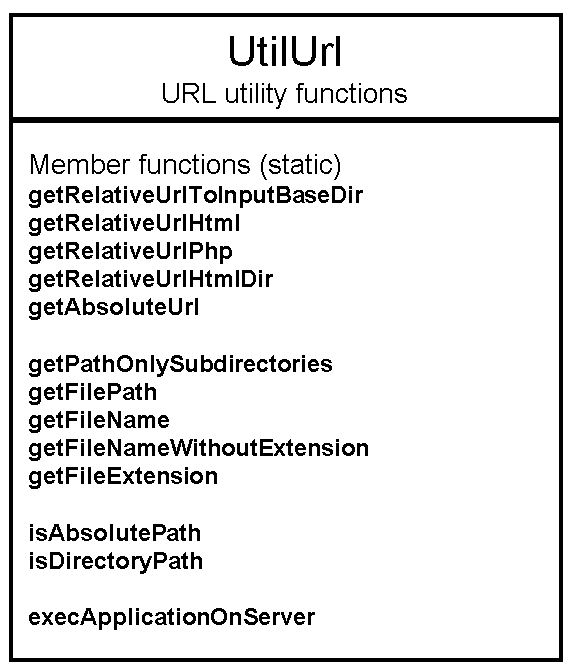 UtilUrl
URL utility functions
Member functions (static)
getRelativeUrlToInputBaseDir
getRelativeUrlHtml
getRelativeUrlPhp
getRelativeUrlHtmlDir
getAbsoluteUrl
getPathOnlySubdirectories
getFilePath
getFileName
getFileNameWithoutExtension
getFileExtension
isAbsolutePath
isDirectoryPath
execApplicationOnServer